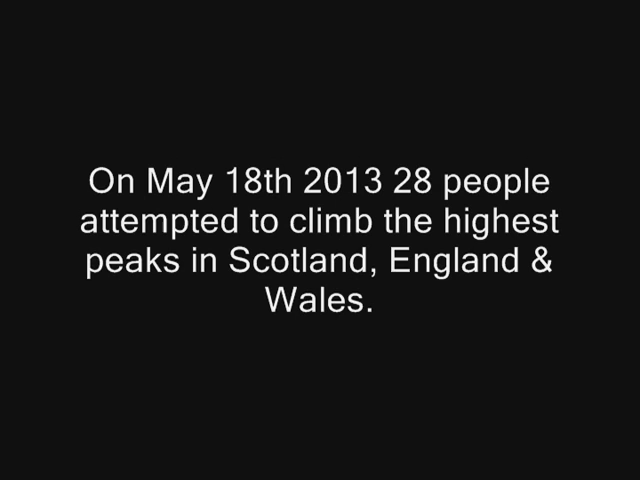 On May 18th 2013 28 people
attempted to climb the highest
peaks in Scotland, England &
Wales.